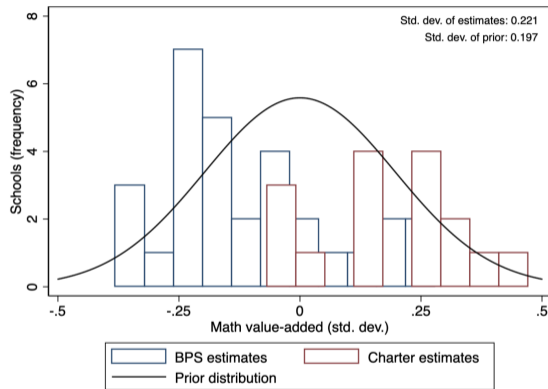 Std. dev. of estimates: 0.221
Std. dev. of prior: 0.197
Schools (frequency)
8
6
4
2
0
-.5 -.25 0 .25 .5
Math value-added (std. dev.)
BPS estimates Charter estimates
Prior distribution